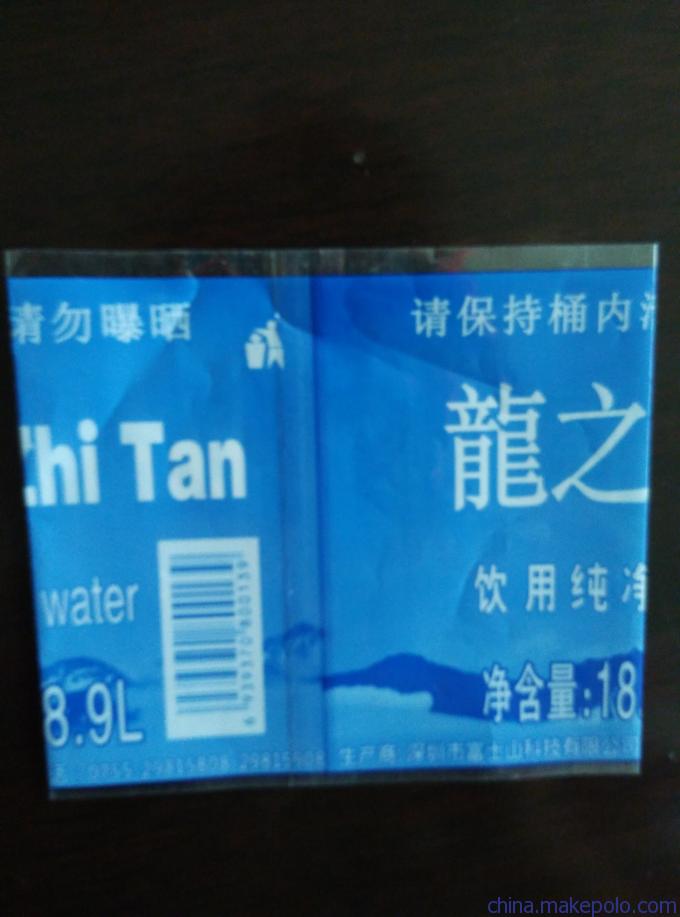 请勿曝晒
请保持桶内
hi Tan
龍之
water
饮用纯净
8.9L
净含量:18
0755 29815808 29815908
生产商:深圳市富士山科技有限公司
china.makepolo.com